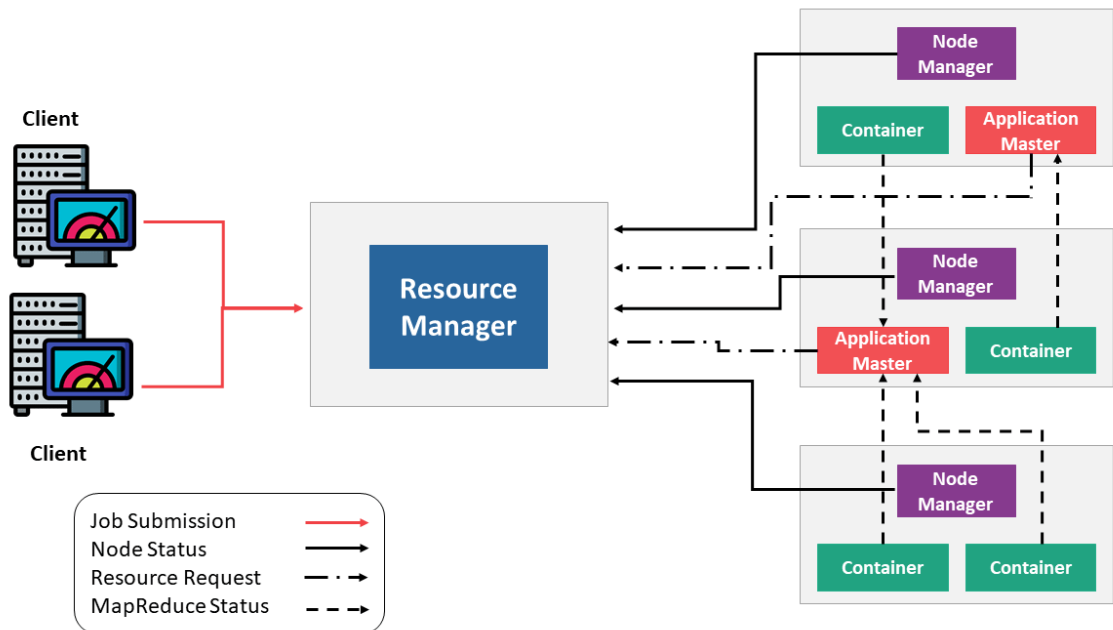 Client
Client
Job Submission
Node Status
Resource Request
MapReduce Status
Resource
Manager
Node
Manager
Container
Application
Master
Node
Manager
Application
Master
Container
Node
Manager
Container
Container